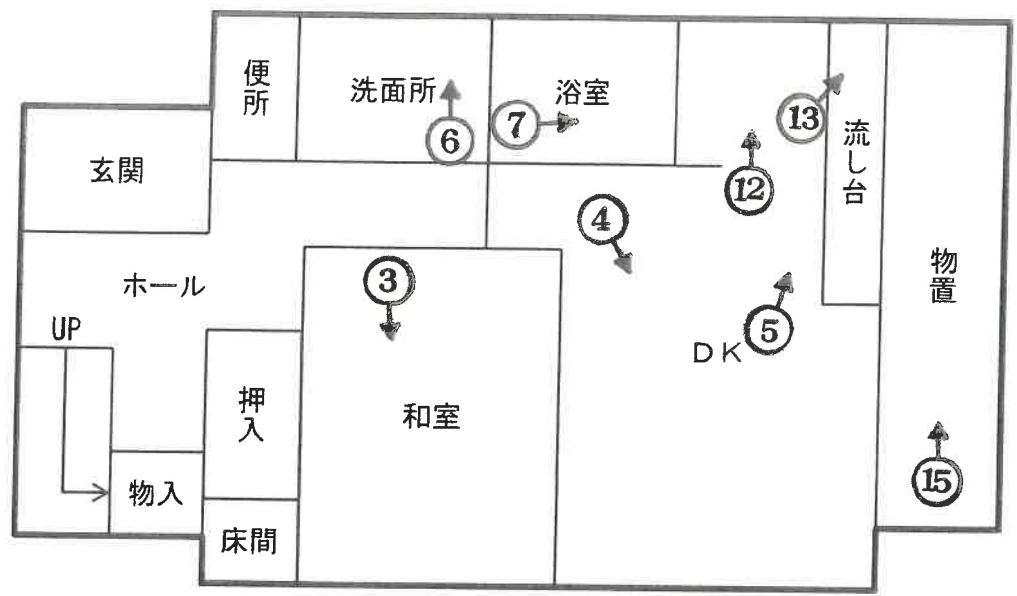 便所
洗面所
浴室
⑥
⑦
⑬
流し台
玄関
⑫
④
③
ホール
物置
UP
⑤
DK
押入
和室
⑮
物入
床間